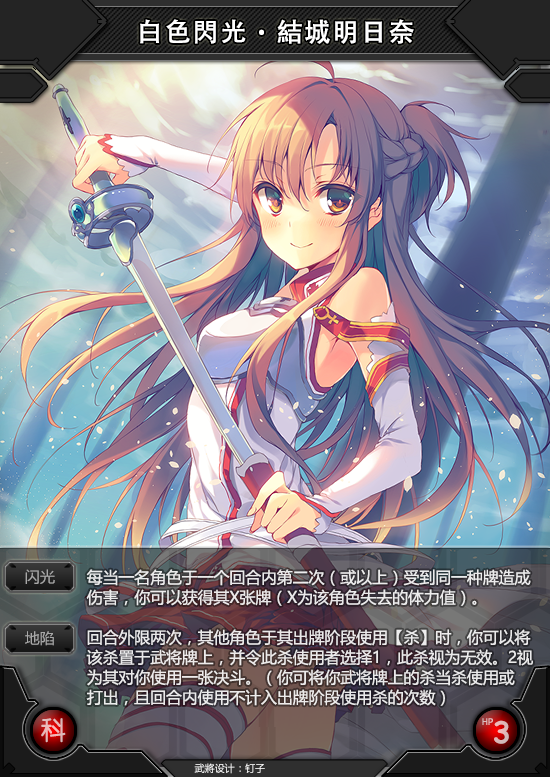 白色閃光·結城明日奈
闪光
每当一名角色于一个回合内第二次（或以上）受到同一种牌造成
伤害，你可以获得其X张牌（X为该角色失去的体力值）。
地陷
回合外限两次，其他角色于其出牌阶段使用【杀】时，你可以将
该杀置于武将牌上，并令此杀使用者选择1，此杀视为无效。2视
为其对你使用一张决斗。（你可将你武将牌上的杀当杀使用或
打出，且回合内使用不计入出牌阶段使用杀的次数）
科
HP 3
武将设计：钉子